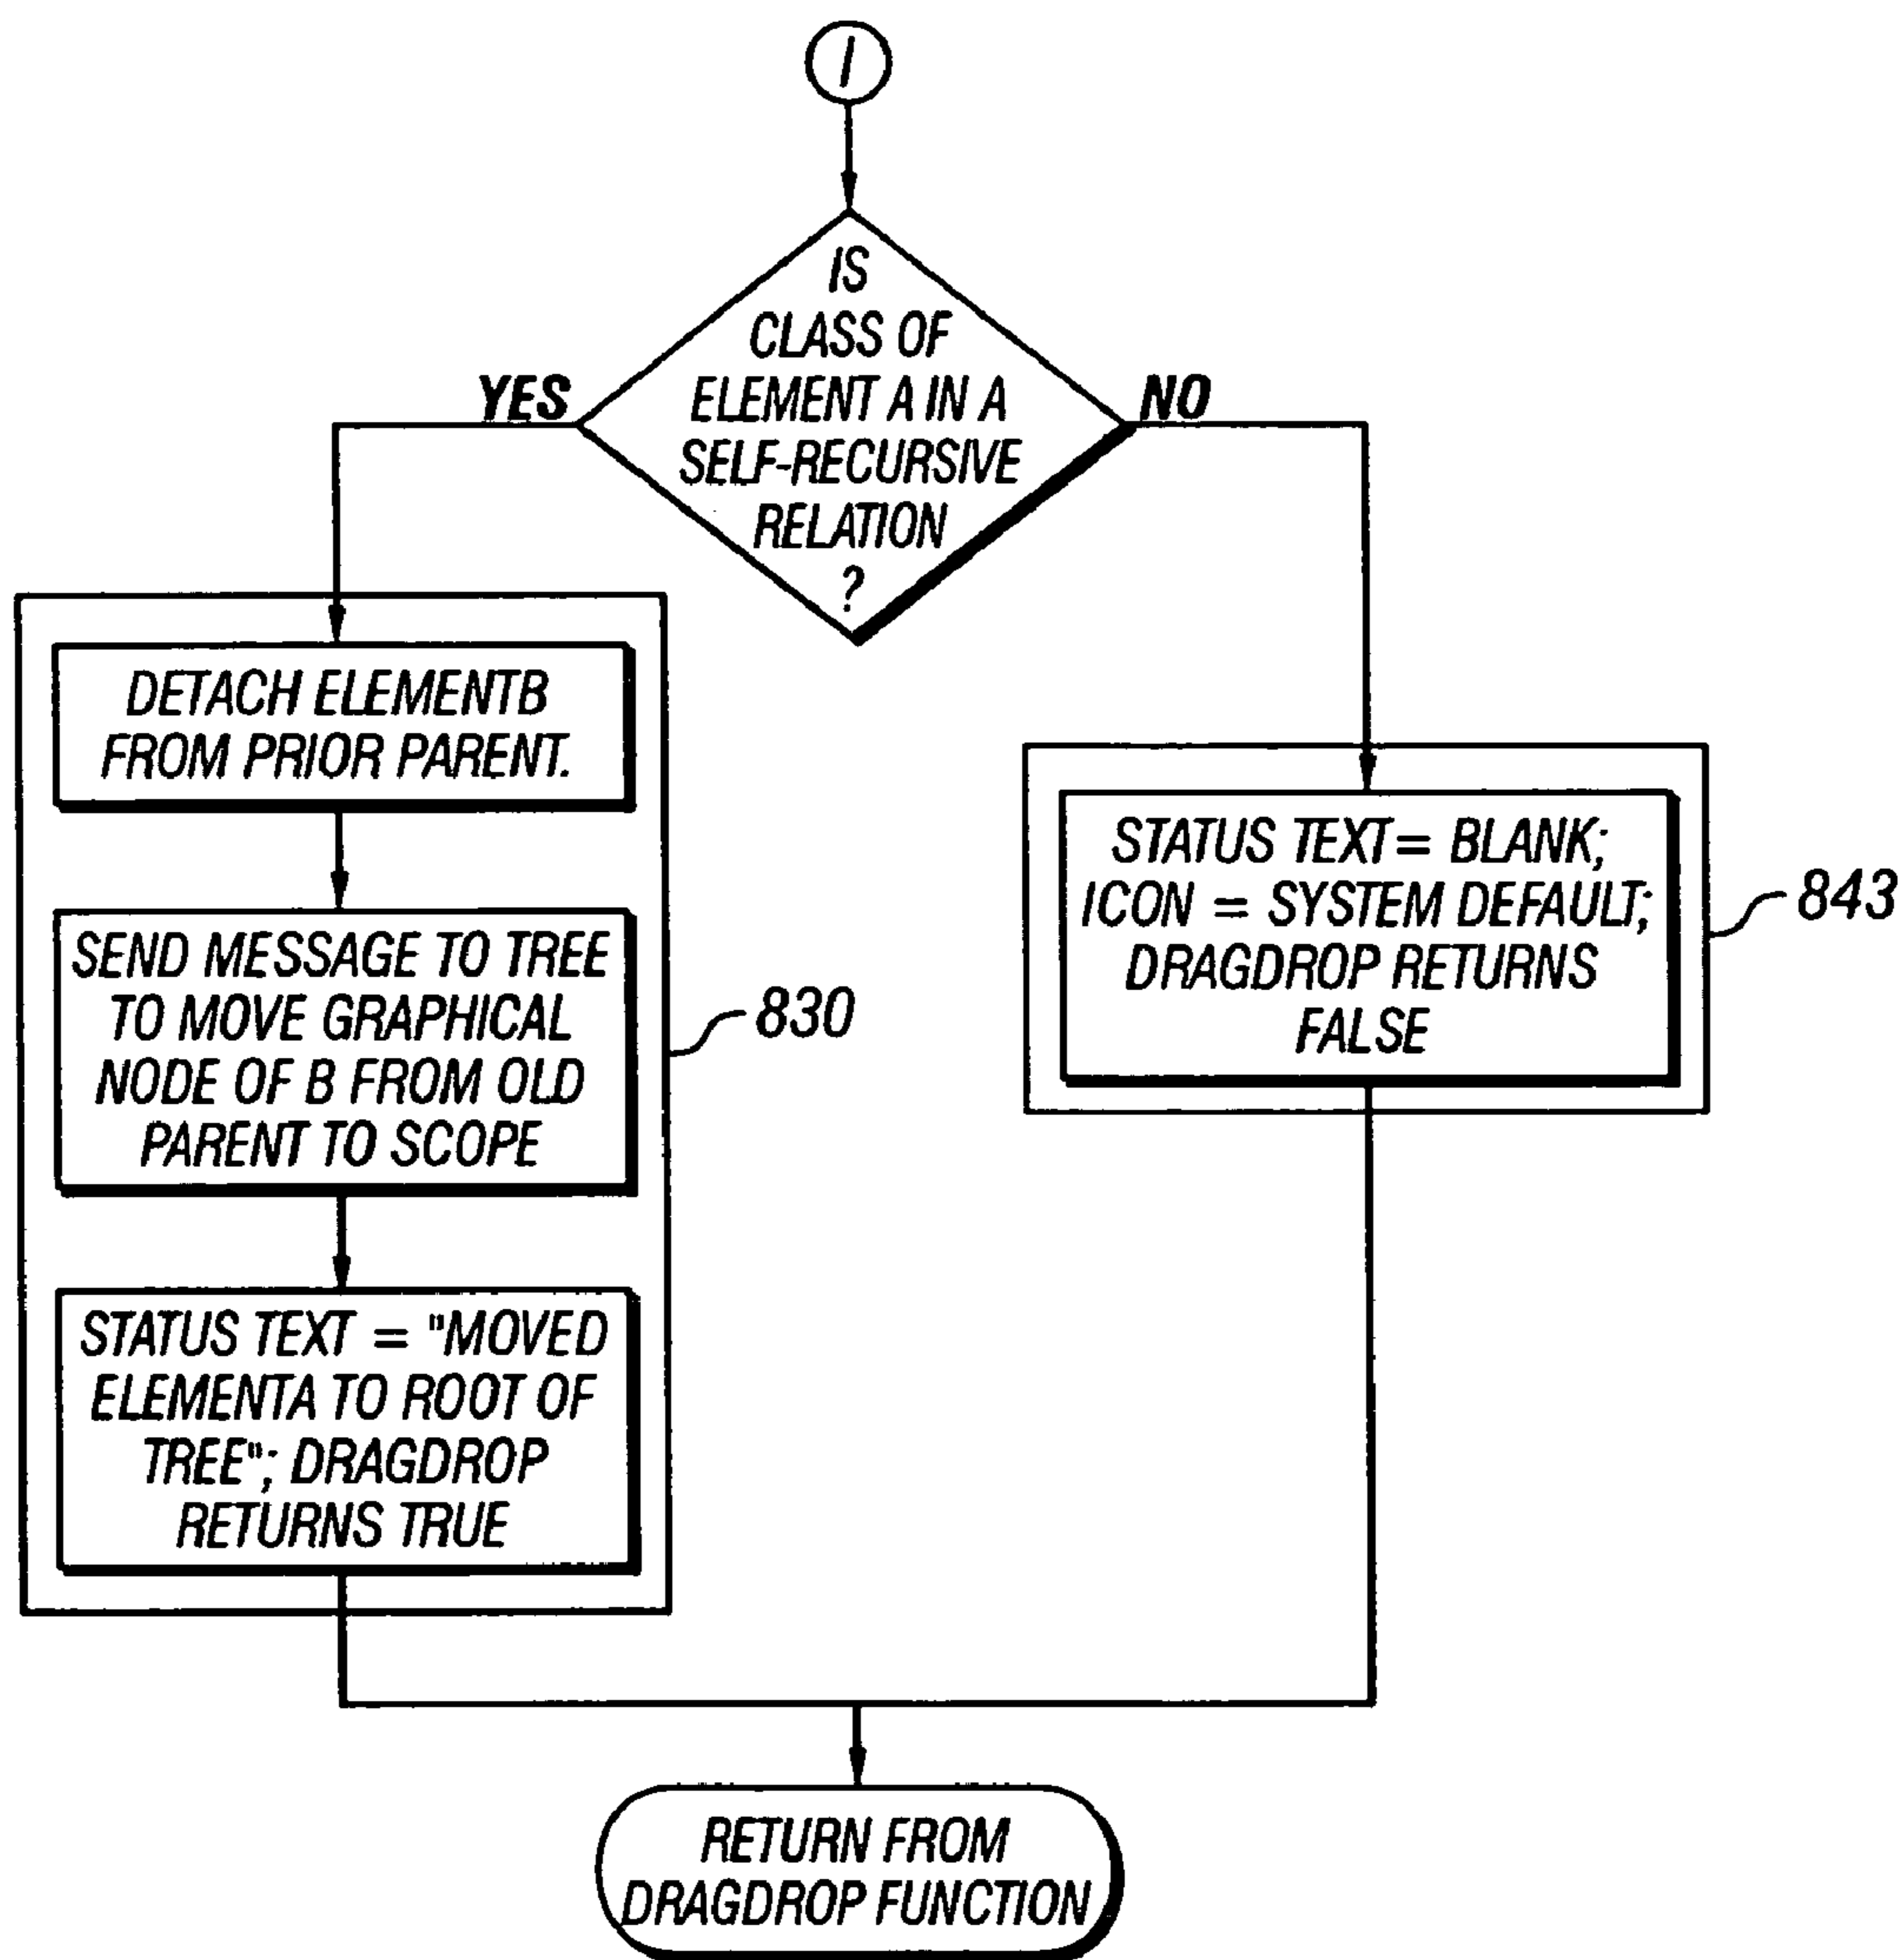 I
IS
CLASS OF
ELEMENT A IN A
SELF-RECURSIVE
RELATION
?
YES
NO
DETACH ELEMENTB
FROM PRIOR PARENT.
SEND MESSAGE TO TREE
TO MOVE GRAPHICAL
NODE OF B FROM OLD
PARENT TO SCOPE
830
STATUS TEXT = "MOVED
ELEMENTA TO ROOT OF
TREE"; DRAGDROP
RETURNS TRUE
STATUS TEXT = BLANK;
ICON = SYSTEM DEFAULT;
DRAGDROP RETURNS
FALSE
843
RETURN FROM
DRAGDROP FUNCTION